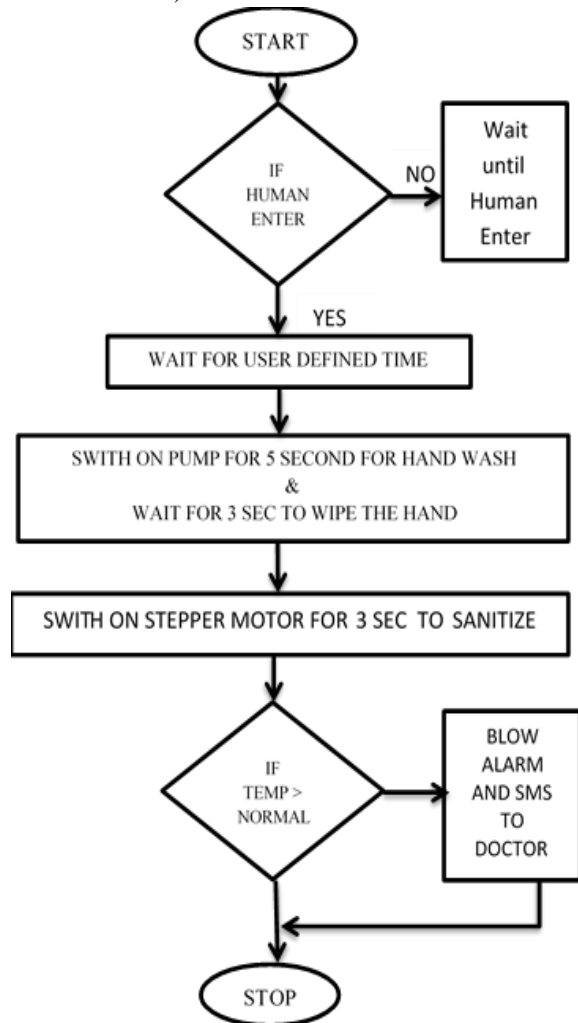 START
IF
HUMAN
ENTER
NO
Wait
until
Human
Enter
YES
WAIT FOR USER DEFINED TIME
SWITH ON PUMP FOR 5 SECOND FOR HAND WASH
&
WAIT FOR 3 SEC TO WIPE THE HAND
SWITH ON STEPPER MOTOR FOR 3 SEC TO SANITIZE
IF
TEMP >
NORMAL
BLOW
ALARM
AND SMS
TO
DOCTOR
STOP